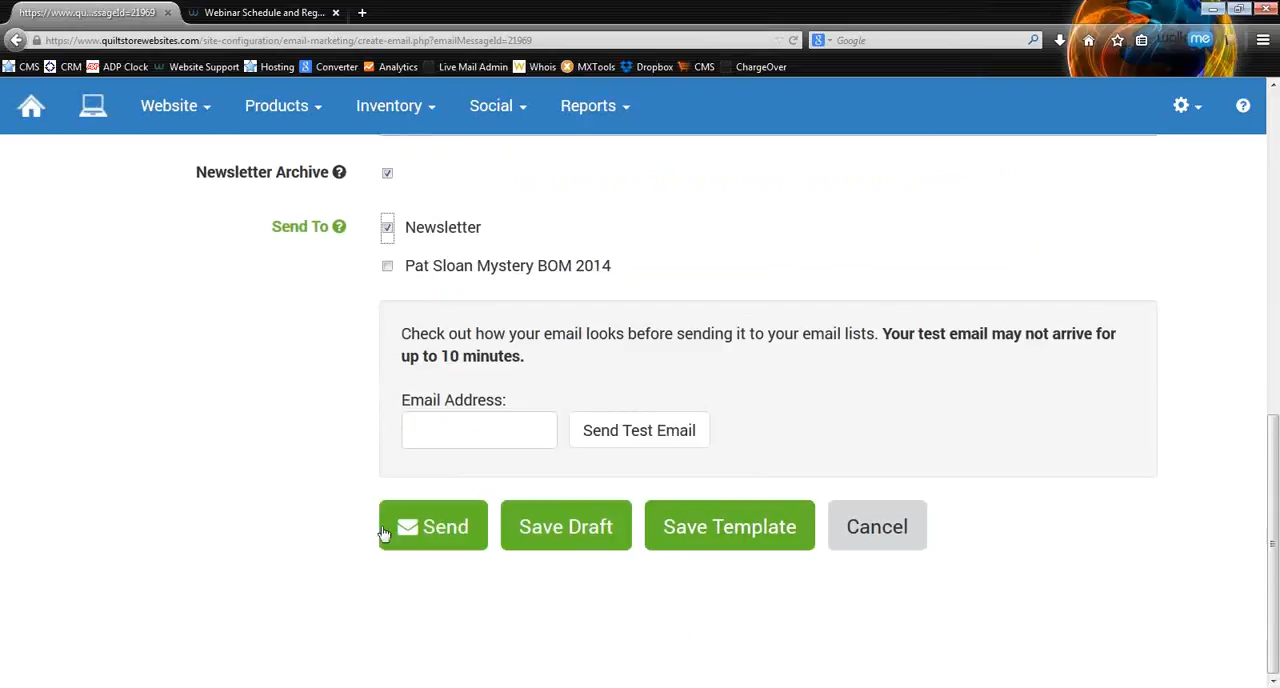 https://www.qu...ssageId=21969
Webinar Schedule and Reg...
https://www.quiltstorewebsites.com/site-configuration/email-marketing/create-email.php?emailMessageId=21969
Google
walkme
CMS CRM ADP Clock Website Support Hosting Converter Analytics Live Mail Admin Whois MXTools Dropbox CMS ChargeOver
Website Products Inventory Social Reports
Newsletter Archive
Send To
Newsletter
Pat Sloan Mystery BOM 2014
Check out how your email looks before sending it to your email lists. Your test email may not arrive for
up to 10 minutes.
Email Address:
Send Test Email
Send Save Draft Save Template Cancel